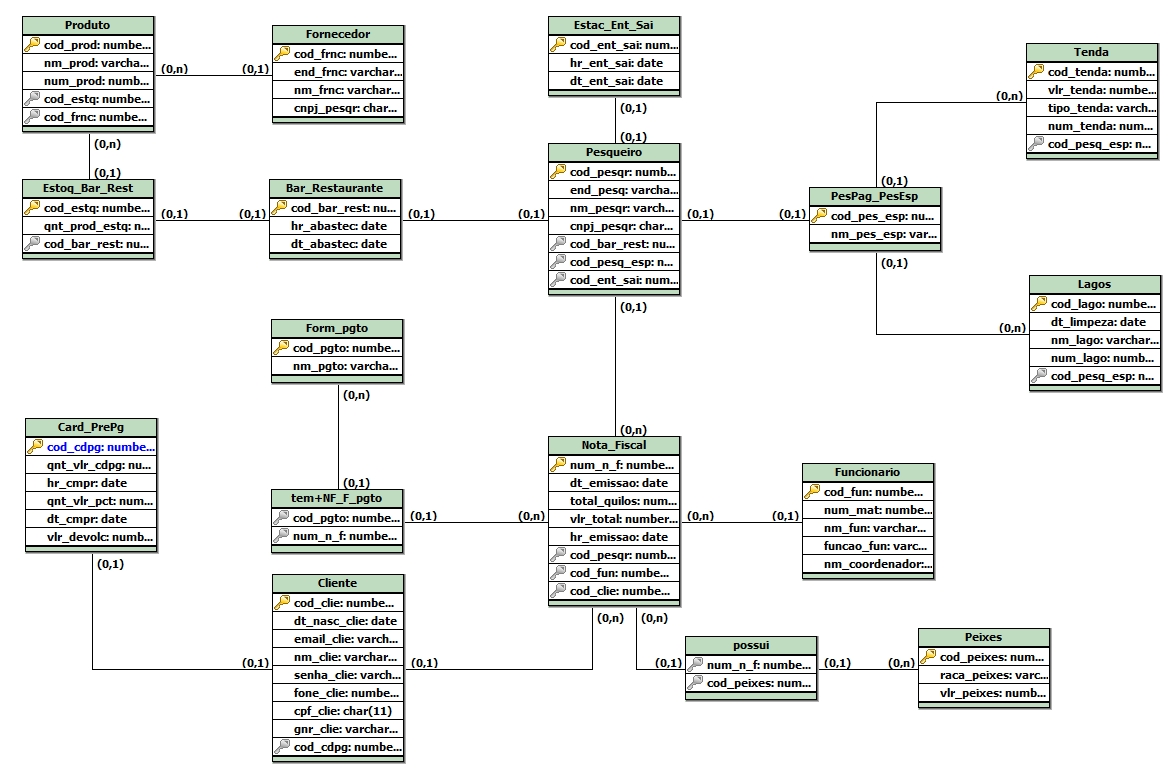 Produto
cod_prod: numbe...
nm_prod: varcha...
num_prod: numb...
cod_estq: numbe...
cod_frnc: numbe...
(0,n)
(0,1)
Fornecedor
cod_frnc: numbe...
end_frnc: varchar...
nm_frnc: varchar...
cnpj_pesqr: char...
Estac_Ent_Sai
cod_ent_sai: num...
hr_ent_sai: date
dt_ent_sai: date
(0,1)
(0,1)
Tenda
cod_tenda: numb...
vlr_tenda: numbe...
tipo_tenda: varch...
num_tenda: num...
cod_pesq_esp: n...
(0,n)
(0,1)
(0,n)
(0,1)
Estoq_Bar_Rest
cod_estq: numbe...
qnt_prod_estq: n...
cod_bar_rest: nu...
(0,1)
(0,1)
Bar_Restaurante
cod_bar_rest: nu...
hr_abastec: date
dt_abastec: date
(0,1)
(0,1)
Pesqueiro
cod_pesqr: numb...
end_pesq: varcha...
nm_pesqr: varch...
cnpj_pesqr: char...
cod_bar_rest: nu...
cod_pesq_esp: n...
cod_ent_sai: num...
(0,1)
(0,1)
PesPag_PesEsp
cod_pes_esp: nu...
nm_pes_esp: var...
(0,1)
(0,n)
Lagos
cod_lago: numbe...
dt_limpeza: date
nm_lago: varchar...
num_lago: numb...
cod_pesq_esp: n...
(0,1)
(0,n)
Form_pgto
cod_pgto: numbe...
nm_pgto: varcha...
(0,n)
(0,1)
Card_PrePg
cod_cdpg: numbe...
qnt_vlr_cdpg: nu...
hr_cmpr: date
qnt_vlr_pct: num...
dt_cmpr: date
vlr_devolc: numb...
(0,1)
(0,1)
tem+NF_F_pgto
cod_pgto: numbe...
num_n_f: numbe...
(0,1)
(0,n)
Nota_Fiscal
num_n_f: numbe...
dt_emissao: date
total_quilos: num...
vlr_total: number...
hr_emissao: date
cod_pesqr: numb...
cod_fun: numbe...
cod_clie: numbe...
(0,n)
(0,1)
Funcionario
cod_fun: numbe...
num_mat: numbe...
nm_fun: varchar...
funcao_fun: varc...
nm_coordenador:...
Cliente
cod_clie: numbe...
dt_nasc_clie: date
email_clie: varch...
nm_clie: varchar...
senha_clie: varch...
fone_clie: numbe...
cpf_clie: char(11)
gnr_clie: varchar...
cod_cdpg: numbe...
(0,1)
(0,n)
(0,n)
(0,1)
possui
num_n_f: numbe...
cod_peixes: num...
(0,1)
(0,n)
Peixes
cod_peixes: num...
raca_peixes: varc...
vlr_peixes: numb...